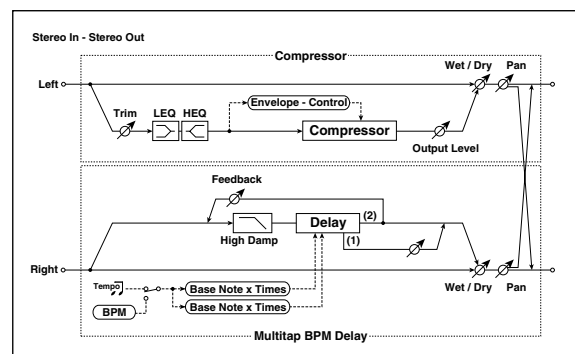 Stereo In - Stereo Out
Compressor
Wet / Dry
Pan
Left
Trim
LEQ
HEQ
Envelope - Control
Compressor
Output Level
Feedback
High Damp
Delay
(2)
(1)
Right
Tempo
BPM
Base Note x Times
Base Note x Times
Wet / Dry
Pan
Multitap BPM Delay